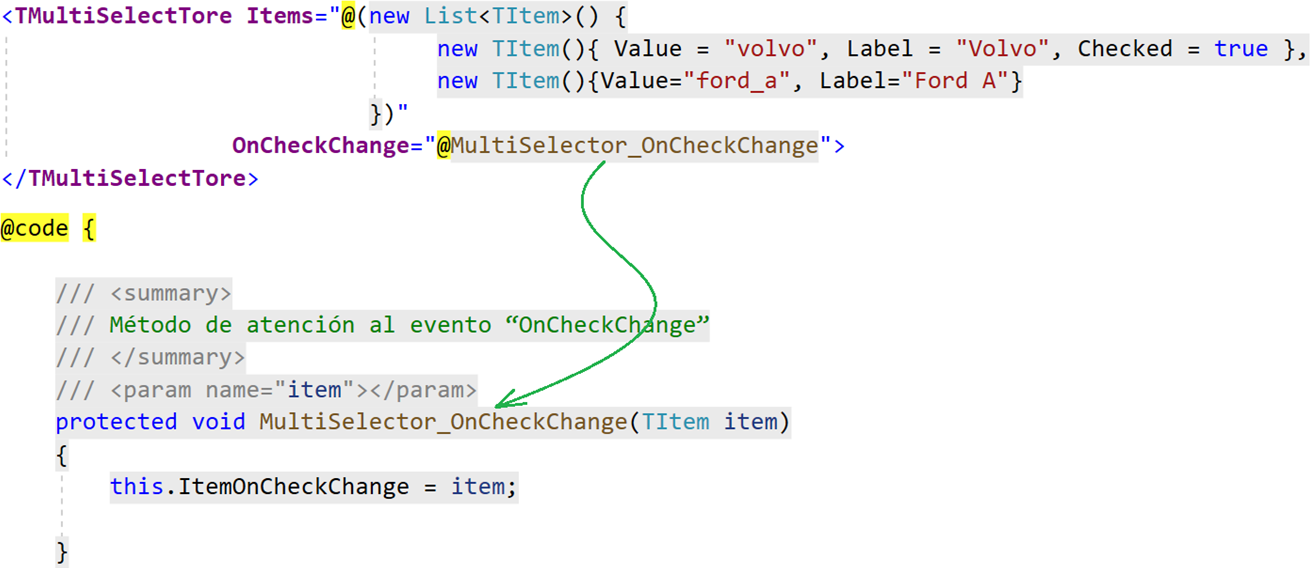 <TMultiSelectTore Items="@(new List<TItem>() {
new TItem(){ Value = "volvo", Label = "Volvo", Checked = true },
new TItem(){Value="ford_a", Label="Ford A"}
})"
OnCheckChange="@MultiSelector_OnCheckChange">
</TMultiSelectTore>
@code {
/// <summary>
/// Método de atención al evento “OnCheckChange”
/// </summary>
/// <param name="item"></param>
protected void MultiSelector_OnCheckChange(TItem item)
{
this.ItemOnCheckChange = item;
}